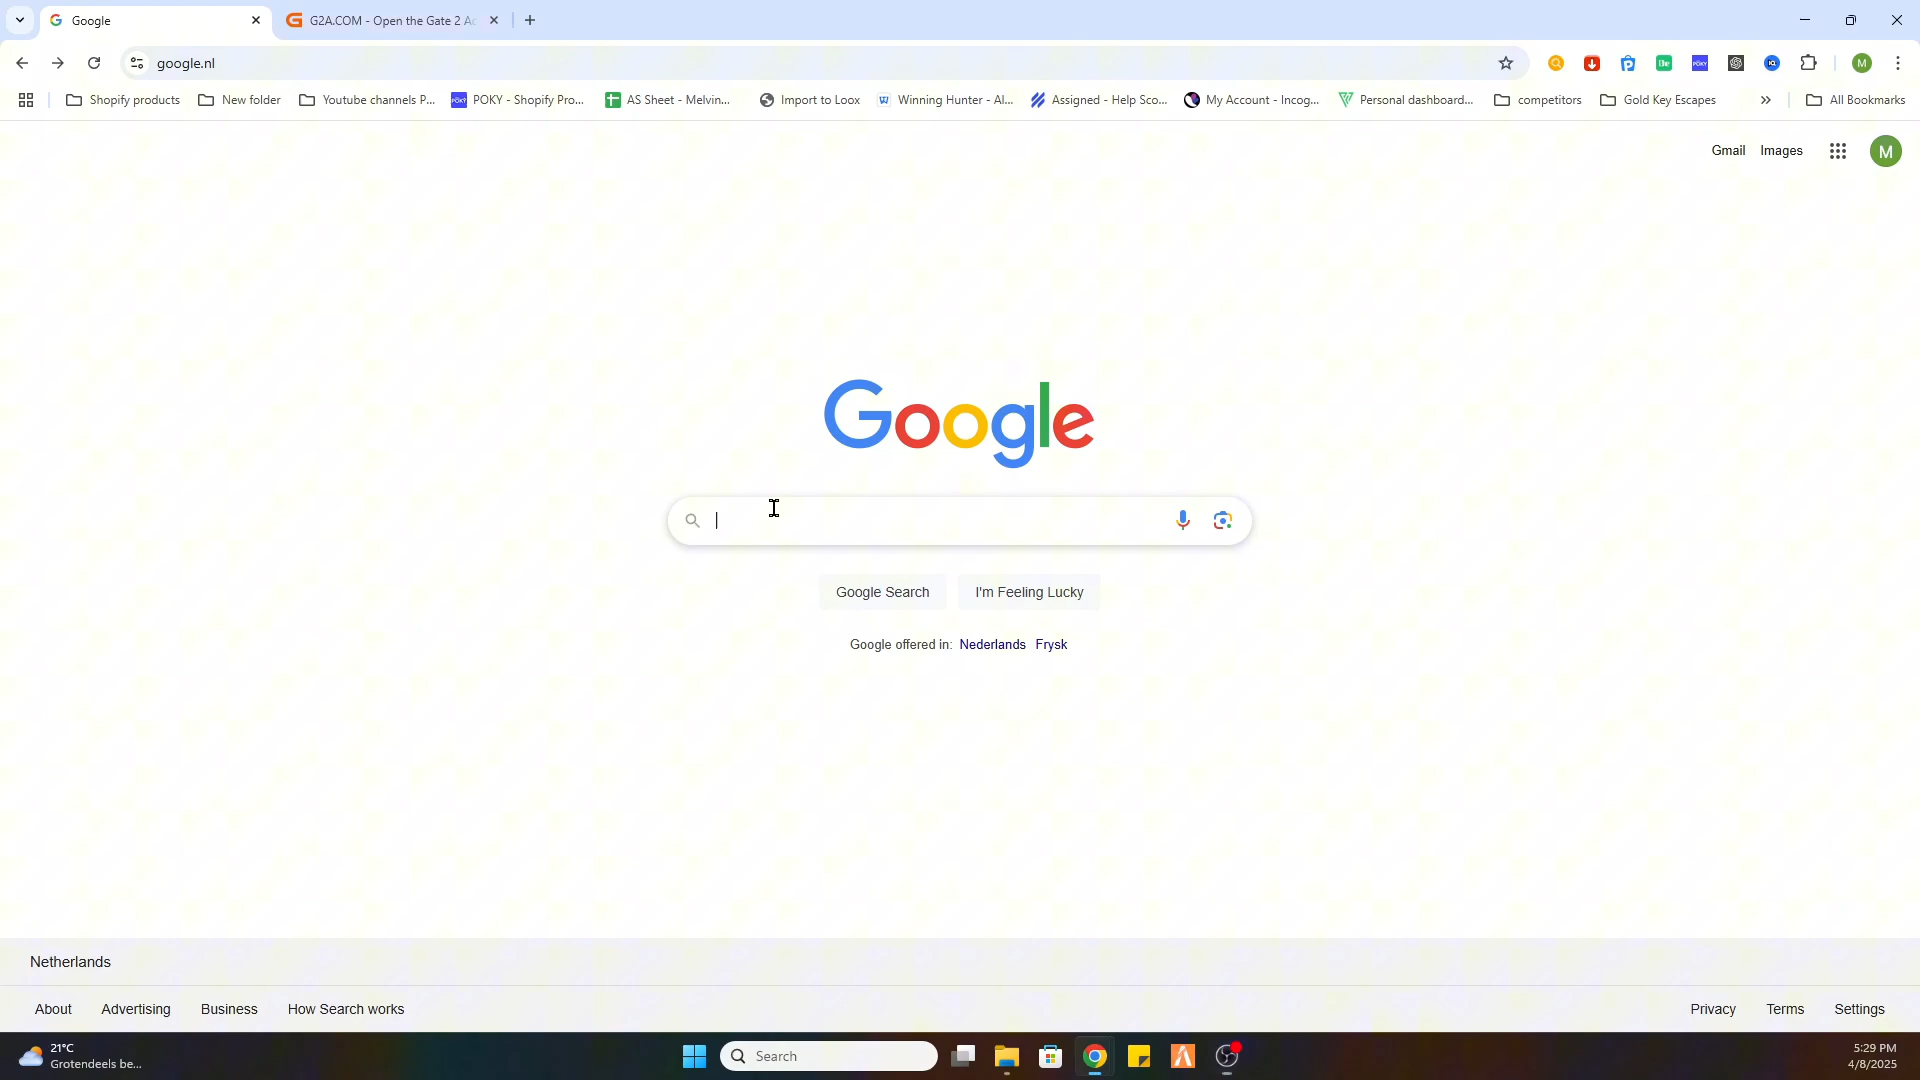 Google
G2A.COM - Open the Gate 2 Ac
google.nl
Shopify products
New folder
Youtube channels P...
POKY - Shopify Pro...
AS Sheet - Melvin...
Import to Loox
Winning Hunter - AI...
Assigned - Help Sco...
My Account - Incog...
Personal dashboard...
competitors
Gold Key Escapes
All Bookmarks
Gmail
Images
M
Google
Google Search
I'm Feeling Lucky
Google offered in: Nederlands Frysk
Netherlands
About
Advertising
Business
How Search works
Privacy
Terms
Settings
21°C
Grotendeels be...
Search
5:29 PM
4/8/2025